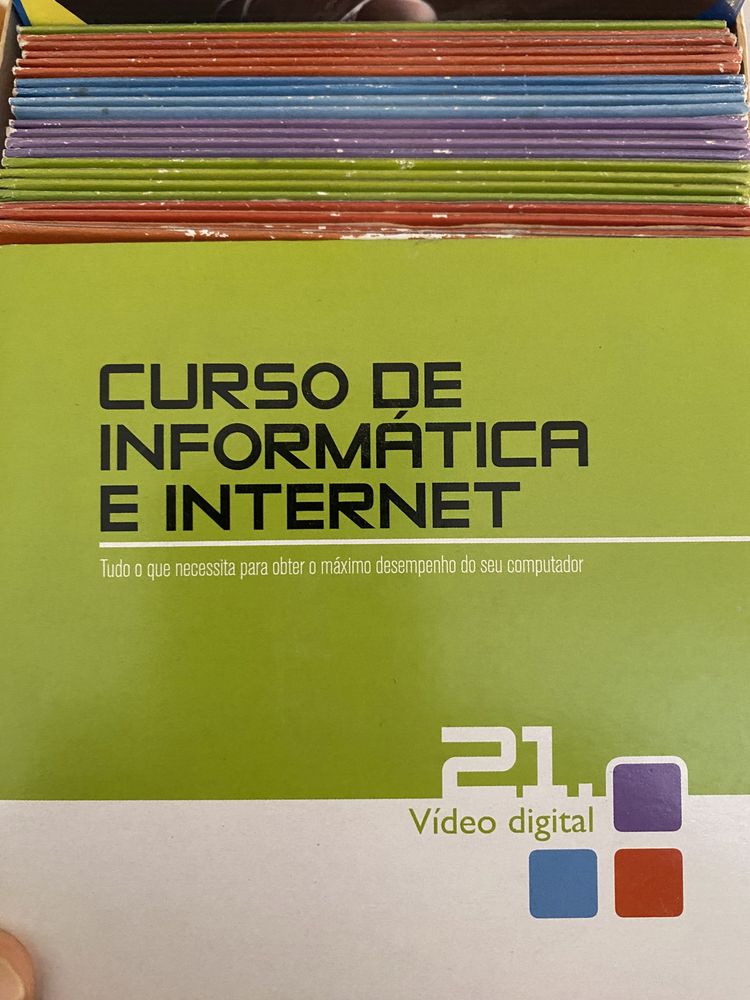 CURSO DE
INFORMÁTICA
E INTERNET
Tudo o que necessita para obter o máximo desempenho do seu computador
21.
Vídeo digital